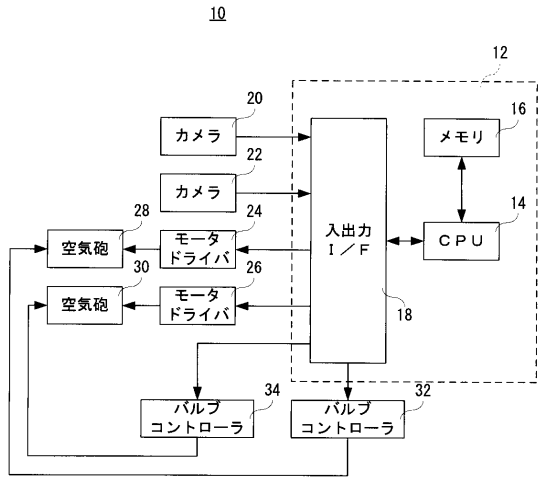 10
12
20
カメラ
16
メモリ
22
カメラ
28
空気砲
24
モータ
ドライバ
入出力
I/F
14
CPU
30
空気砲
26
モータ
ドライバ
18
34
バルブ
コントローラ
32
バルブ
コントローラ